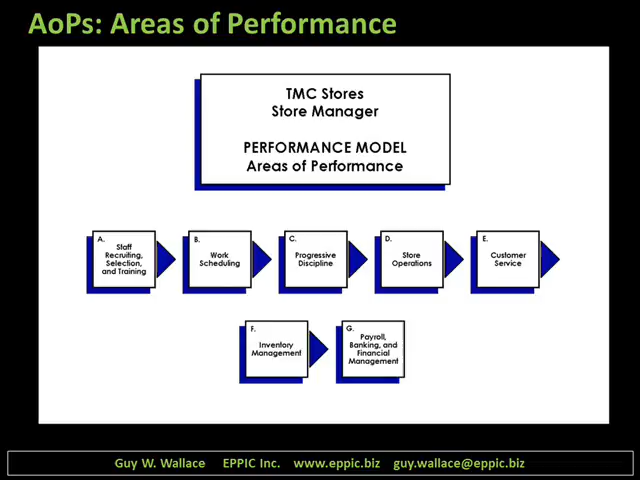 AoPs: Areas of Performance
TMC Stores
Store Manager
PERFORMANCE MODEL
Areas of Performance
A.
Staff
Recruiting,
Selection,
and Training
B.
Work
Scheduling
C.
Progressive
Discipline
D.
Store
Operations
E.
Customer
Service
F.
Inventory
Management
G.
Payroll,
Banking, and
Financial
Management
Guy W. Wallace EPPIC Inc. www.eppic.biz guy.wallace@eppic.biz